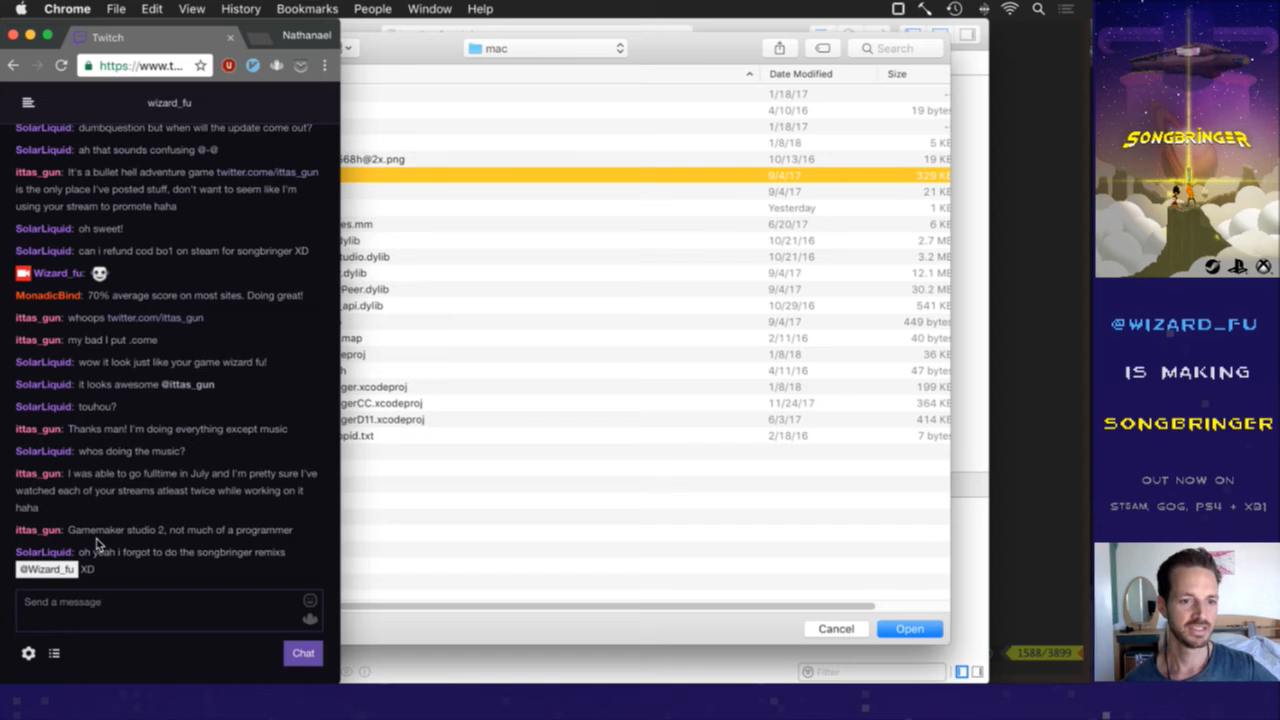 Chrome File Edit View History Bookmarks People Window Help
Twitch
Nathanael
https://www.t...
wizard_fu
SolarLiquid: dumbquestion but when will the update come out?
SolarLiquid: ah that sounds confusing @-@
ittas_gun: It's a bullet hell adventure game twitter.come/ittas_gun
is the only place I've posted stuff, don't want to seem like I'm
using your stream to promote haha
SolarLiquid: oh sweet!
SolarLiquid: can i refund cod bo1 on steam for songbringer XD
Wizard_fu:
MonadicBind: 70% average score on most sites. Doing great!
ittas_gun: whoops twitter.com/ittas_gun
ittas_gun: my bad I put .come
SolarLiquid: wow it look just like your game wizard fu!
SolarLiquid: it looks awesome @ittas_gun
SolarLiquid: touhou?
ittas_gun: Thanks man! I'm doing everything except music
SolarLiquid: whos doing the music?
ittas_gun: I was able to go fulltime in July and I'm pretty sure I've
watched each of your streams atleast twice while working on it
haha
ittas_gun: Gamemaker studio 2, not much of a programmer
SolarLiquid: oh yeah i forgot to do the songbringer remixs
@Wizard_fu XD
Send a message
Chat
mac
Search
Date Modified Size
1/18/17 --
4/10/16 19 bytes
1/18/17 --
1/8/18 5 KB
568h@2x.png 10/13/16 19 KB
9/4/17 329 KB
9/4/17 21 KB
Yesterday 1 KB
es.mm 6/20/17 6 KB
lib 10/21/16 2.7 MB
tudio.dylib 10/21/16 3.2 MB
.dylib 9/4/17 12.1 MB
Peer.dylib 9/4/17 30.2 MB
_api.dylib 10/29/16 541 KB
9/4/17 449 bytes
.map 2/11/16 40 bytes
eproj 1/8/18 36 KB
h 4/11/16 47 bytes
ger.xcodeproj 1/8/18 199 KB
gerCC.xcodeproj 11/24/17 364 KB
gerD11.xcodeproj 6/3/17 414 KB
ppid.txt 2/18/16 7 bytes
Cancel Open
Filter
1588/3899
SONGBRINGER
@WIZARD_FU
IS MAKING
SONGBRINGER
OUT NOW ON
STEAM, GOG, PS4 + XB1